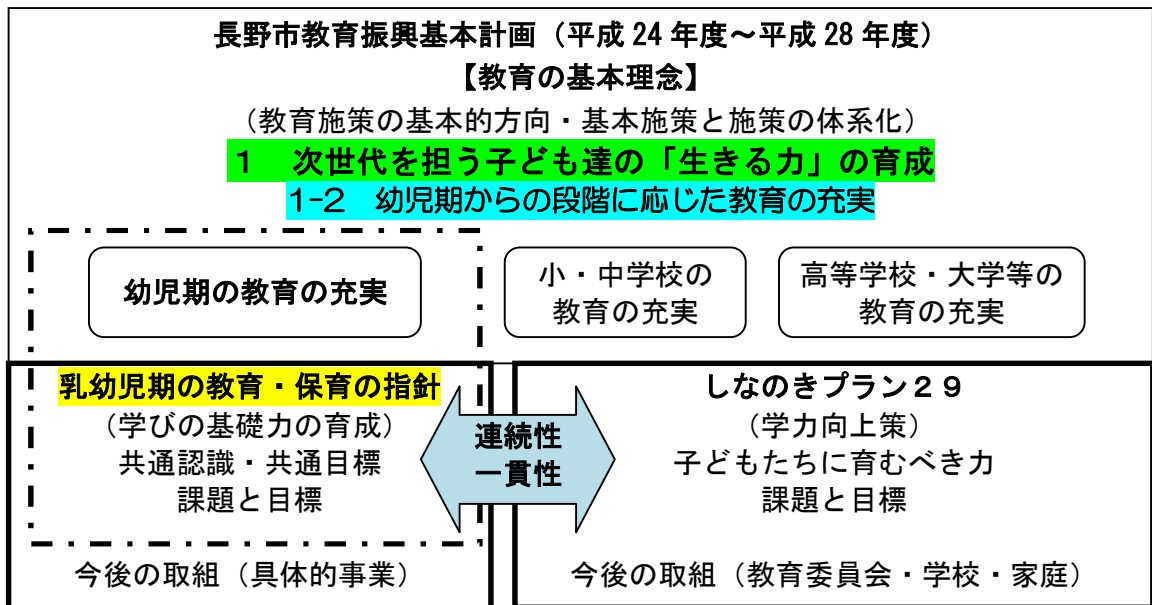 長野市教育振興基本計画（平成 24 年度～平成 28 年度）
【教育の基本理念】
（教育施策の基本的方向・基本施策と施策の体系化）
１　次世代を担う子ども達の「生きる力」の育成
1-2　幼児期からの段階に応じた教育の充実
幼児期の教育の充実
小・中学校の
教育の充実
高等学校・大学等の
教育の充実
乳幼児期の教育・保育の指針
（学びの基礎力の育成）
共通認識・共通目標
課題と目標
今後の取組（具体的事業）
連続性
一貫性
しなのきプラン２９
（学力向上策）
子どもたちに育むべき力
課題と目標
今後の取組（教育委員会・学校・家庭）